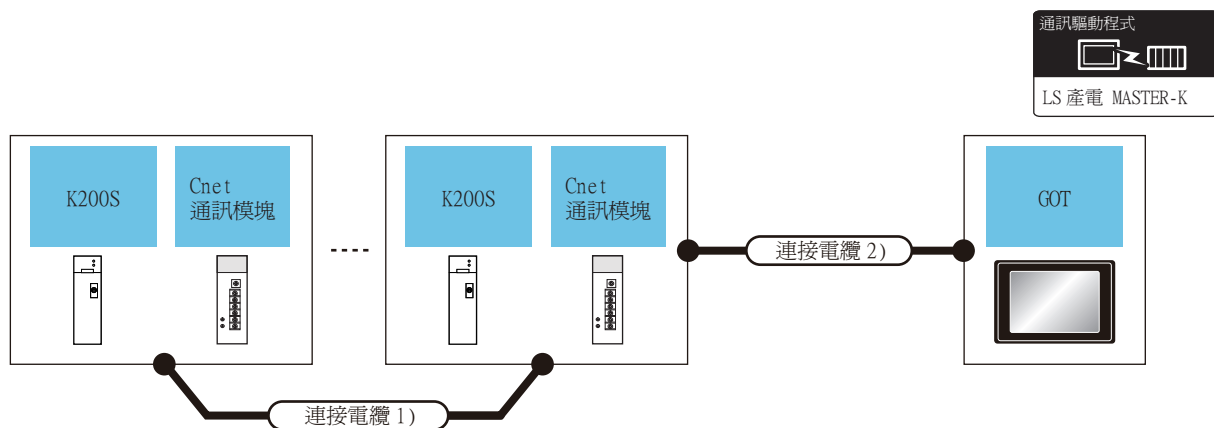 通訊驅動程式
LS 產電 MASTER-K
K200S
Cnet
通訊模塊
K200S
Cnet
通訊模塊
GOT
連接電纜 2)
連接電纜 1)